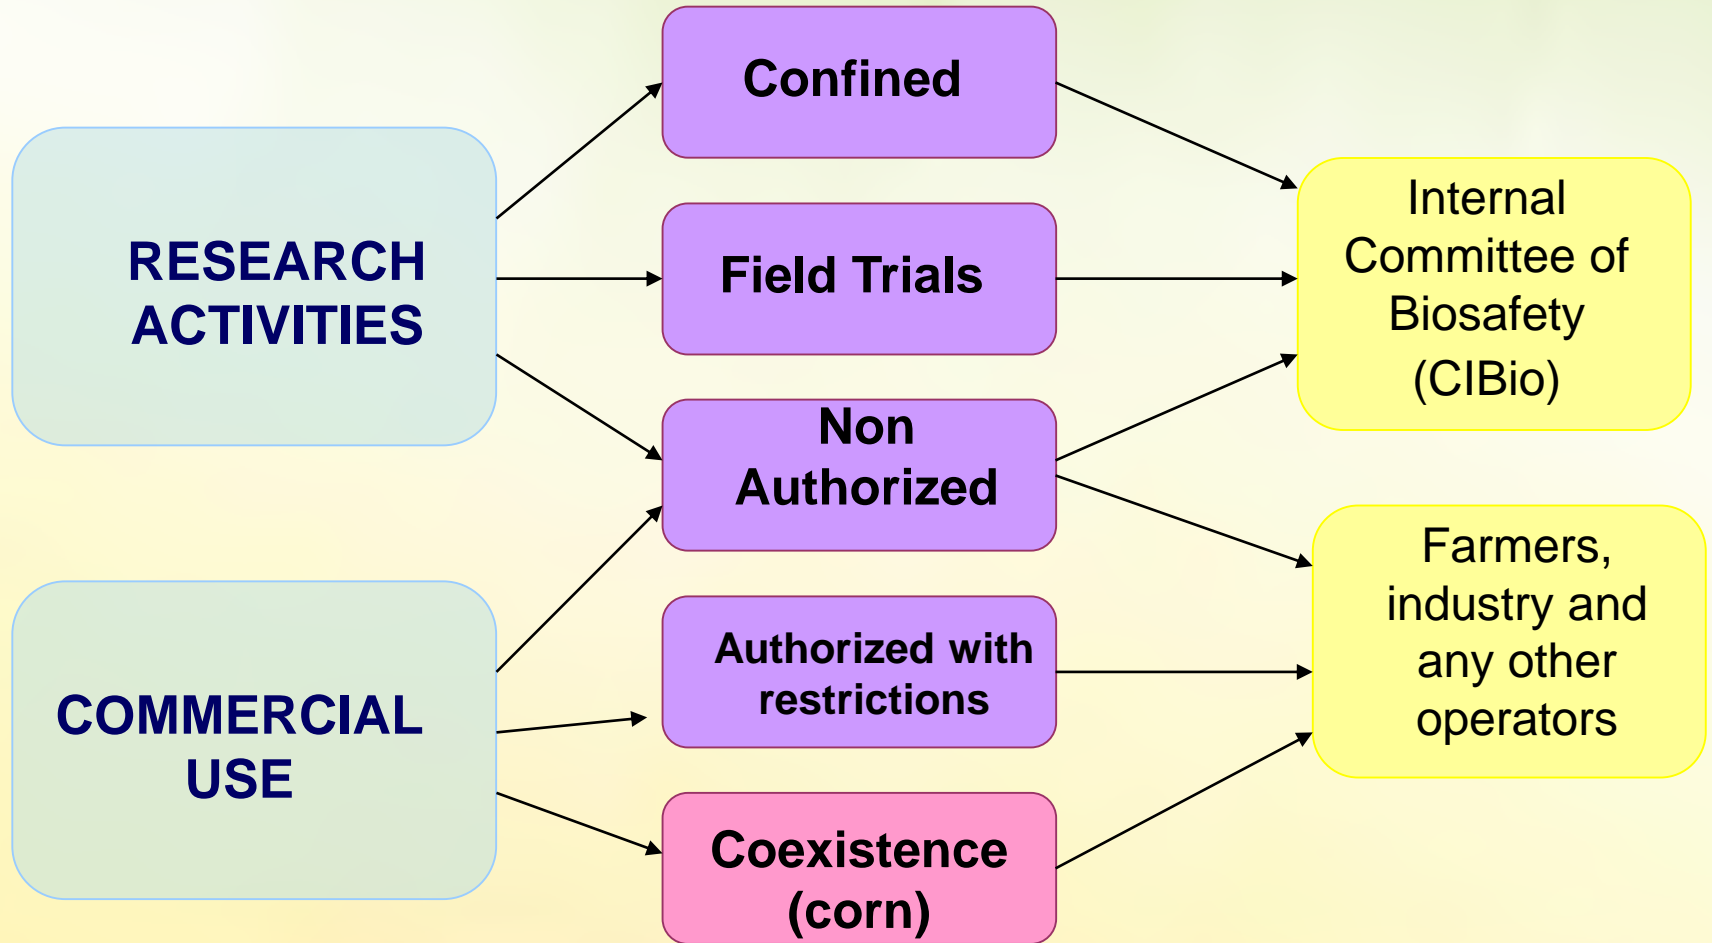 RESEARCH
ACTIVITIES
COMMERCIAL
USE
Confined
Field Trials
Non
Authorized
Authorized with
restrictions
Coexistence
(corn)
Internal
Committee of
Biosafety
(CIBio)
Farmers,
industry and
any other
operators